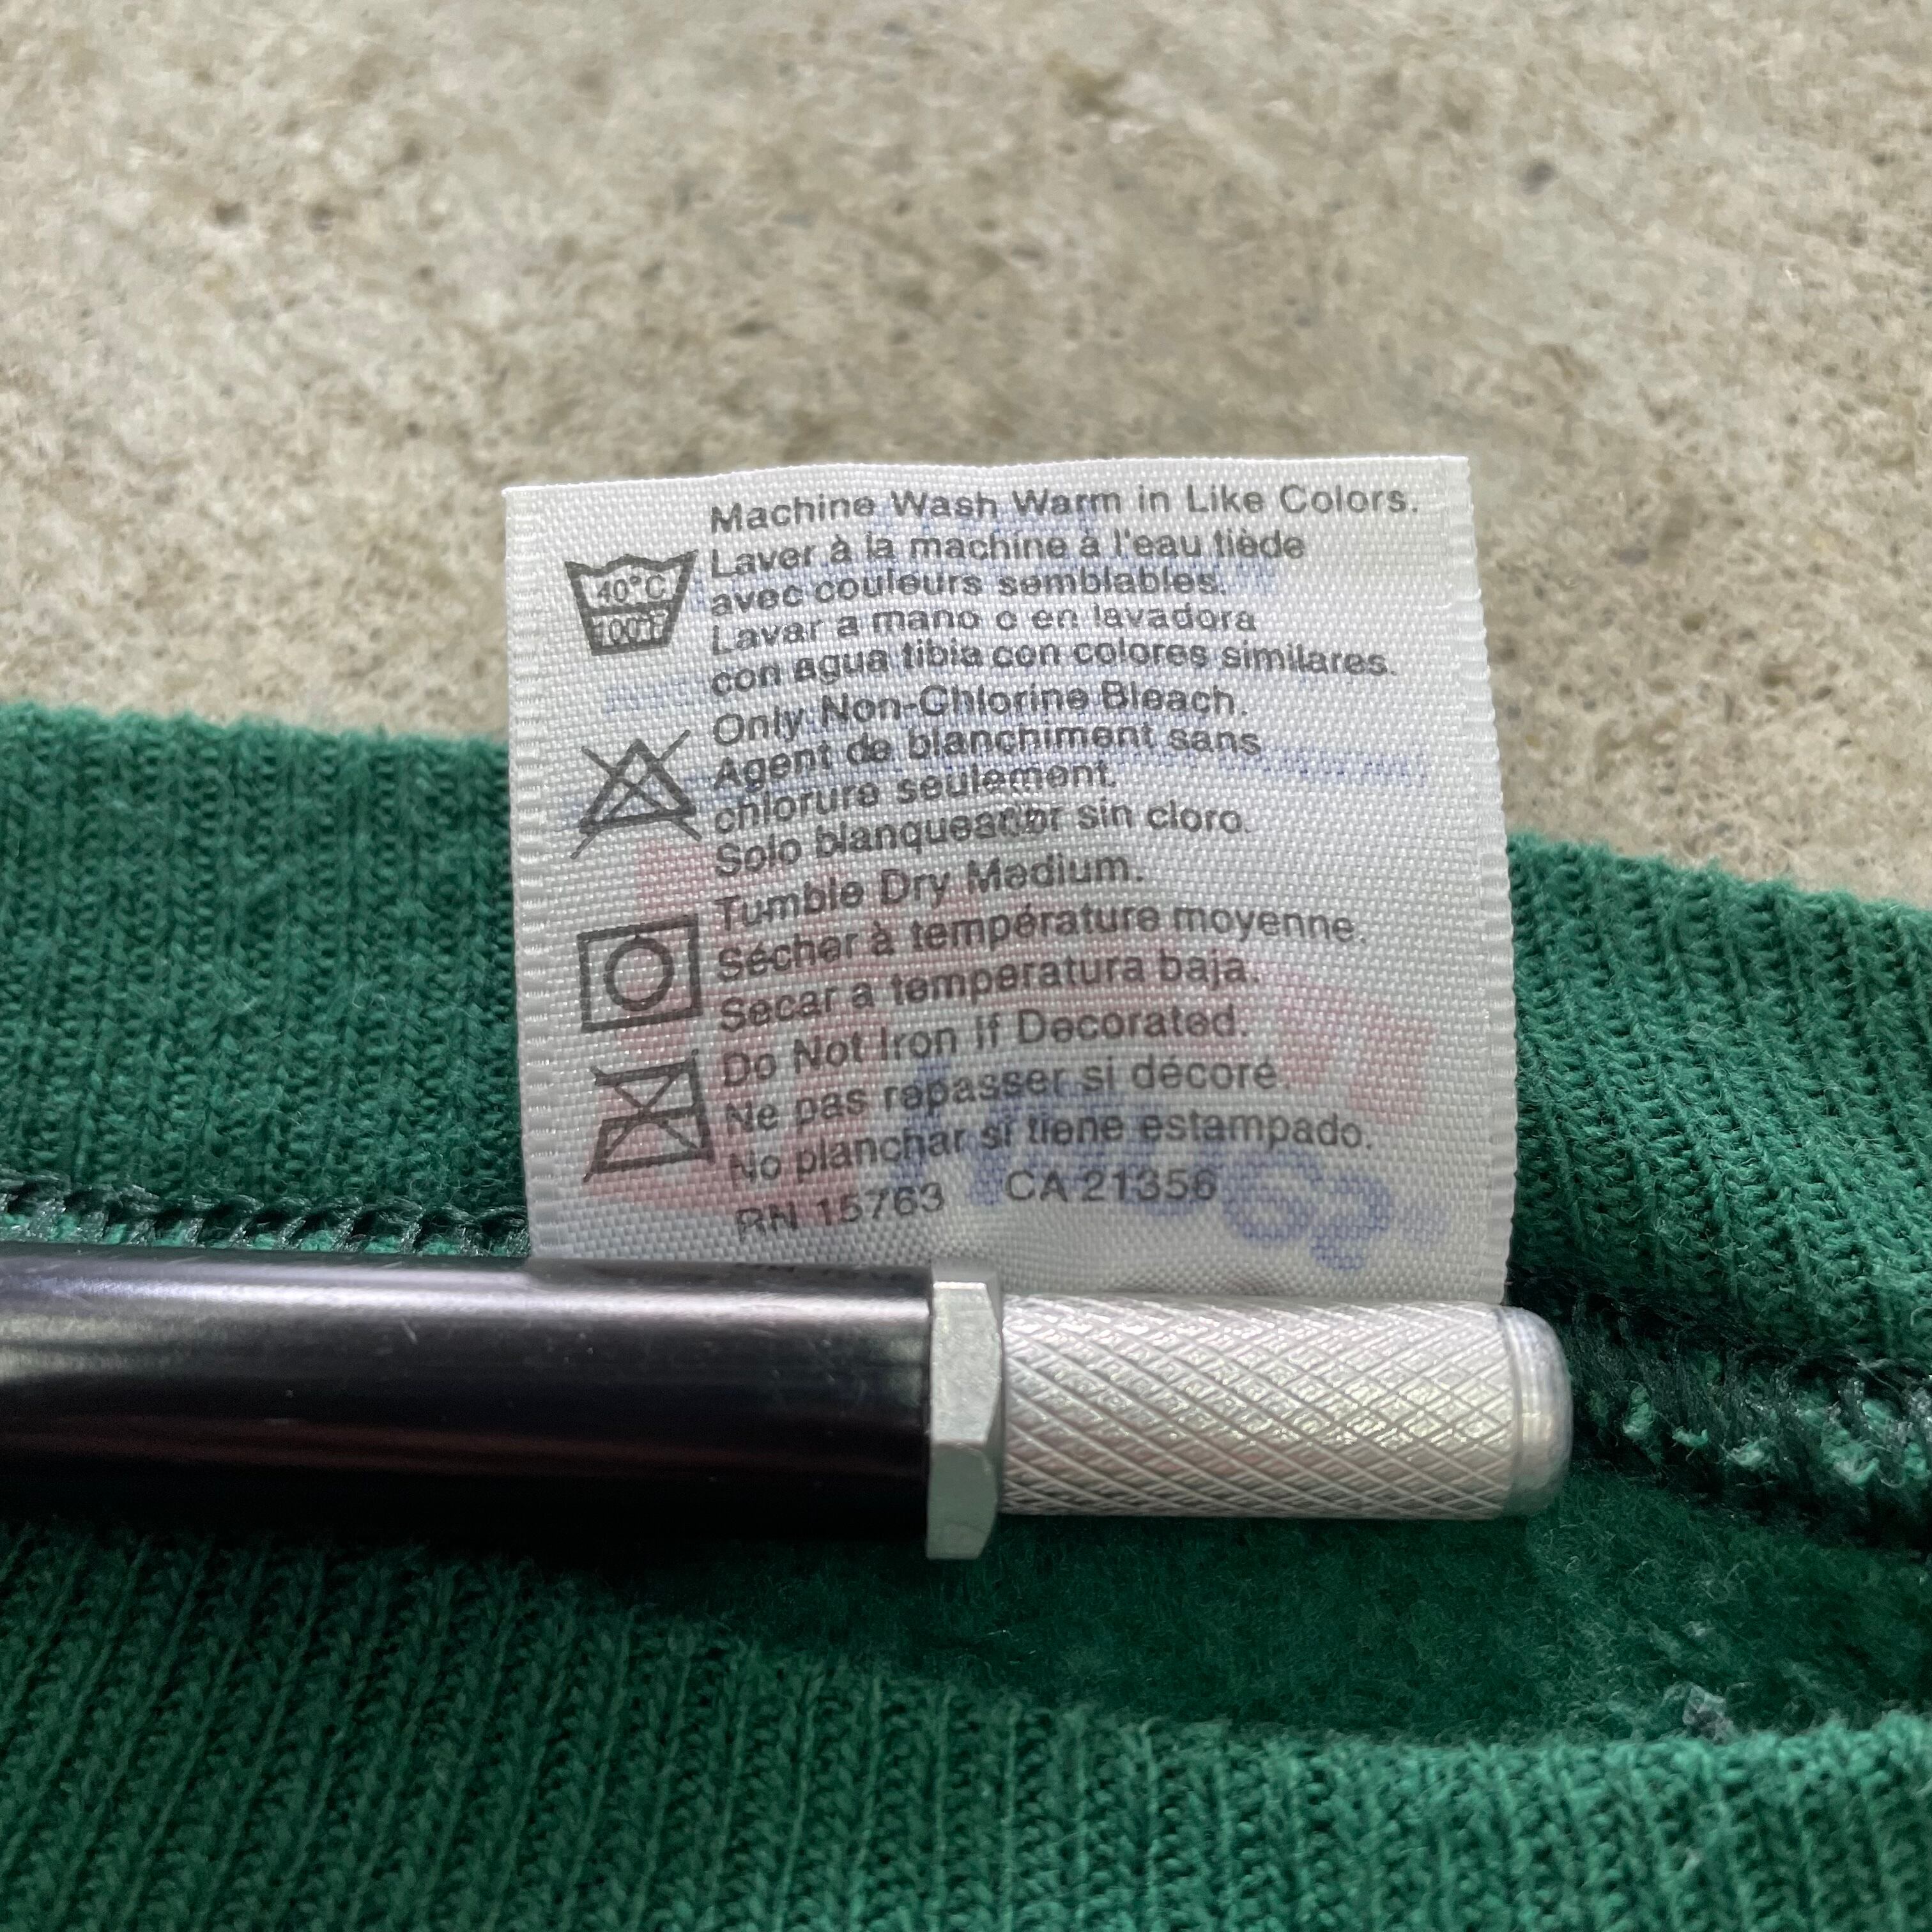 Machine Wash Warm in Like Colors.
Laver à la machine à l'eau tiède
avec couleurs semblables.
40°C
100°F
Lavar a mano o en lavadora
con agua tibia con colores similares.
Only Non-Chlorine Bleach.
Agent de blanchiment sans
chlorure seulement.
Solo blanqueador sin cloro.
Tumble Dry Medium.
Sécher à température moyenne.
Secar a temperatura baja.
Do Not Iron If Decorated.
Ne pas repasser si décoré.
No planchar si tiene estampado.
RN 15763 CA 21356